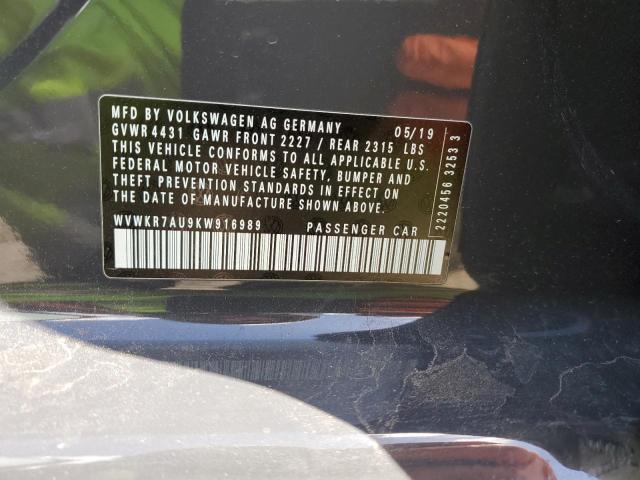 MFD BY VOLKSWAGEN AG GERMANY 05/19
GVWR 4431 GAWR FRONT 2227 / REAR 2315 LBS
THIS VEHICLE CONFORMS TO ALL APPLICABLE U.S.
FEDERAL MOTOR VEHICLE SAFETY, BUMPER AND
THEFT PREVENTION STANDARDS IN EFFECT ON
THE DATE OF MANUFACTURE SHOWN ABOVE.
WVWKR7AU9KW916989 PASSENGER CAR
2220456 3253 3